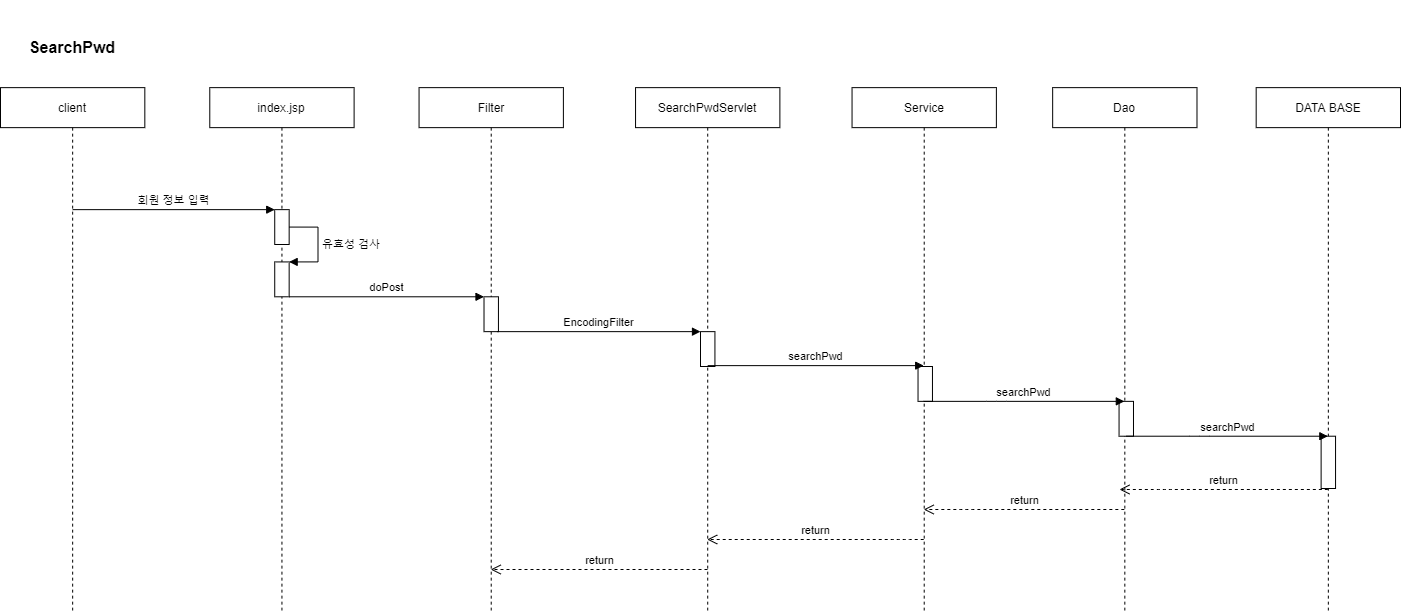 SearchPwd
client
index.jsp
Filter
SearchPwdServlet
Service
Dao
DATA BASE
회원 정보 입력
유효성 검사
doPost
EncodingFilter
searchPwd
searchPwd
searchPwd
return
return
return
return